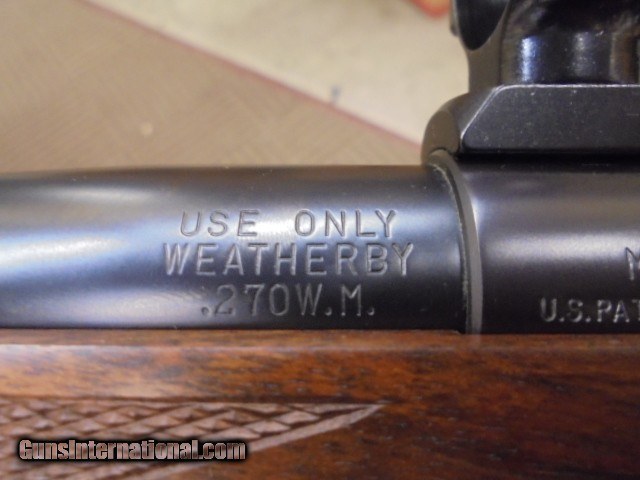 USE ONLY
WEATHERBY
.270W.M.
M
U.S.PAT
GunsInternational.com